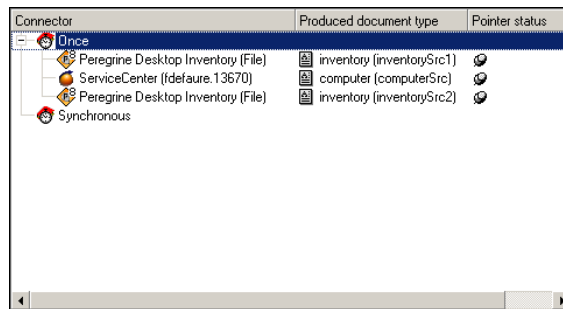 Connector Produced document type Pointer status
Once
Peregrine Desktop Inventory (File) inventory (inventorySrc1)
ServiceCenter (fdefaure.13670) computer (computerSrc)
Peregrine Desktop Inventory (File) inventory (inventorySrc2)
Synchronous